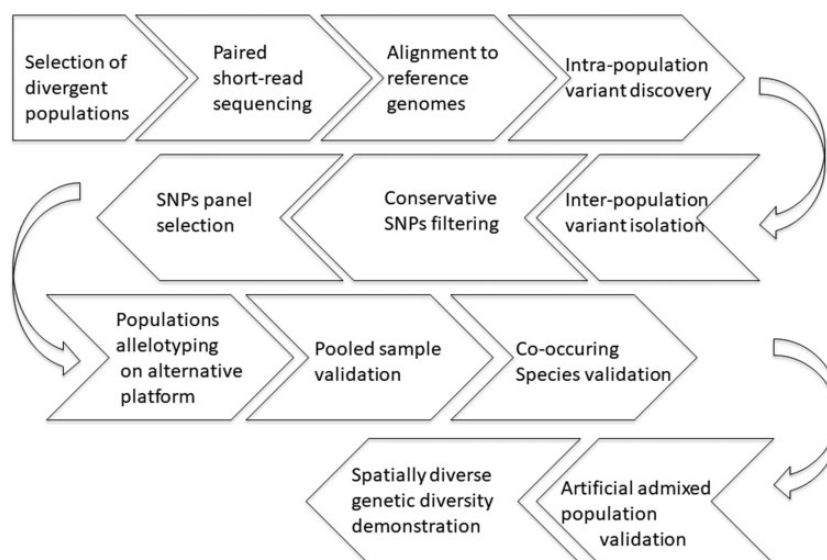 Selection of
divergent
populations
Paired
short-read
sequencing
Alignment to
reference
genomes
Intra-population
variant discovery
Inter-population
variant isolation
Conservative
SNPs filtering
SNPs panel
selection
Populations
allelotyping
on alternative
platform
Pooled sample
validation
Co-occuring
Species validation
Artificial admixed
population
validation
Spatially diverse
genetic diversity
demonstration